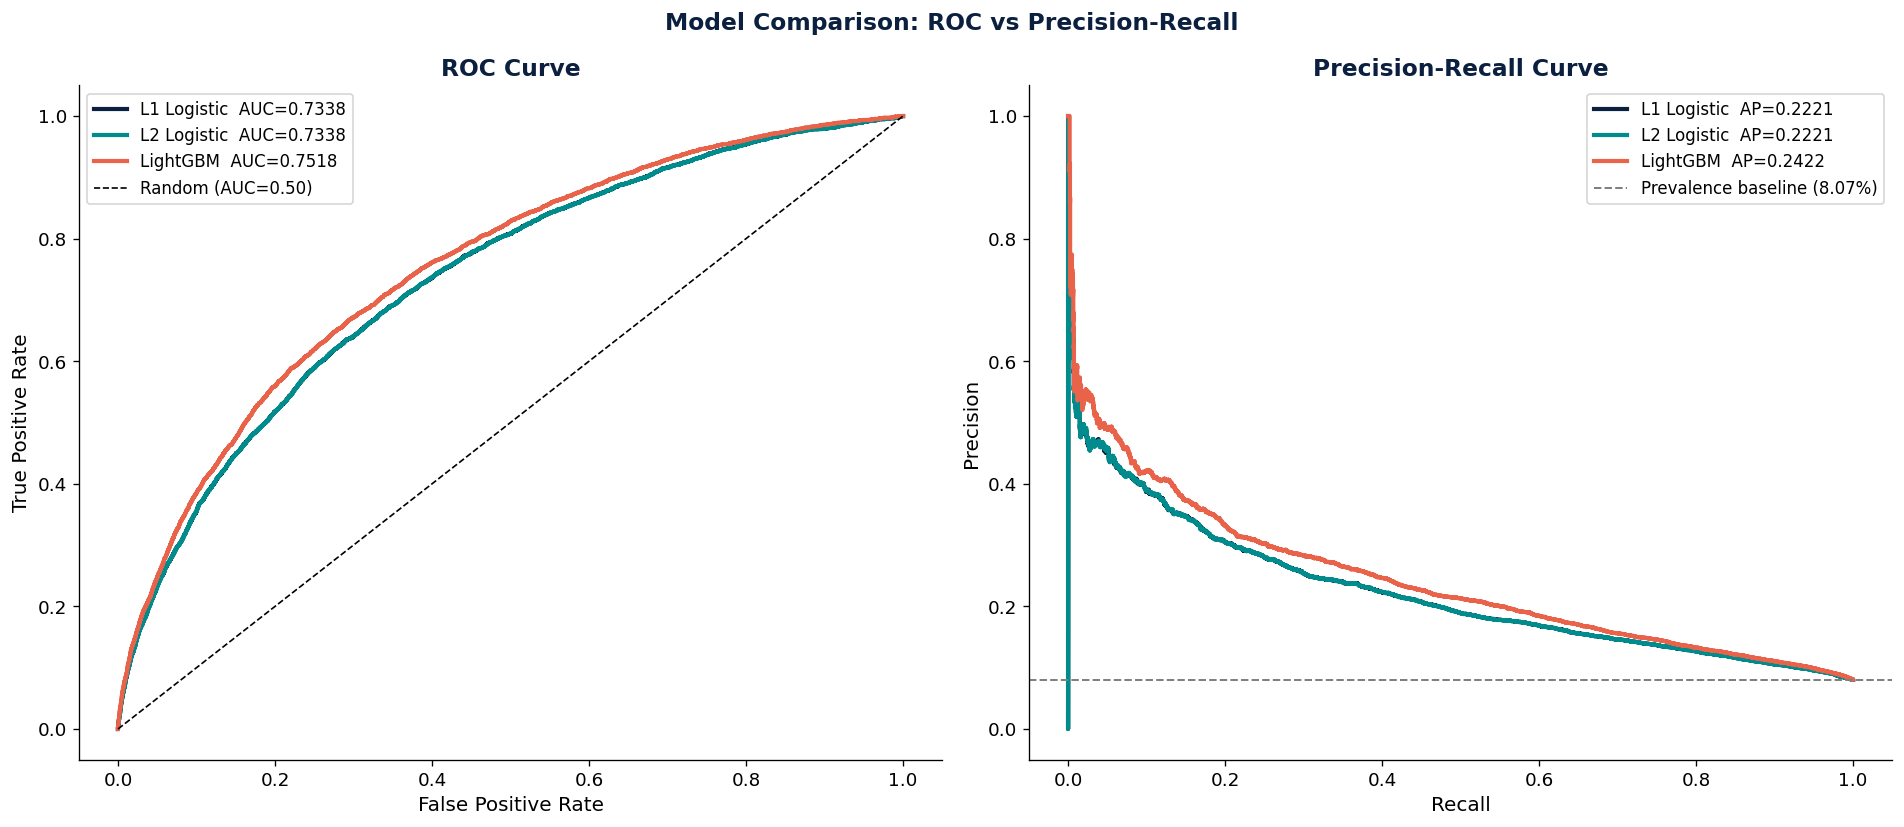 Model Comparison: ROC vs Precision-Recall
ROC Curve
L1 Logistic  AUC=0.7338
L2 Logistic  AUC=0.7338
LightGBM  AUC=0.7518
Random (AUC=0.50)
True Positive Rate
1.0
0.8
0.6
0.4
0.2
0.0
0.0 0.2 0.4 0.6 0.8 1.0
False Positive Rate
Precision-Recall Curve
L1 Logistic  AP=0.2221
L2 Logistic  AP=0.2221
LightGBM  AP=0.2422
Prevalence baseline (8.07%)
Precision
1.0
0.8
0.6
0.4
0.2
0.0
0.0 0.2 0.4 0.6 0.8 1.0
Recall